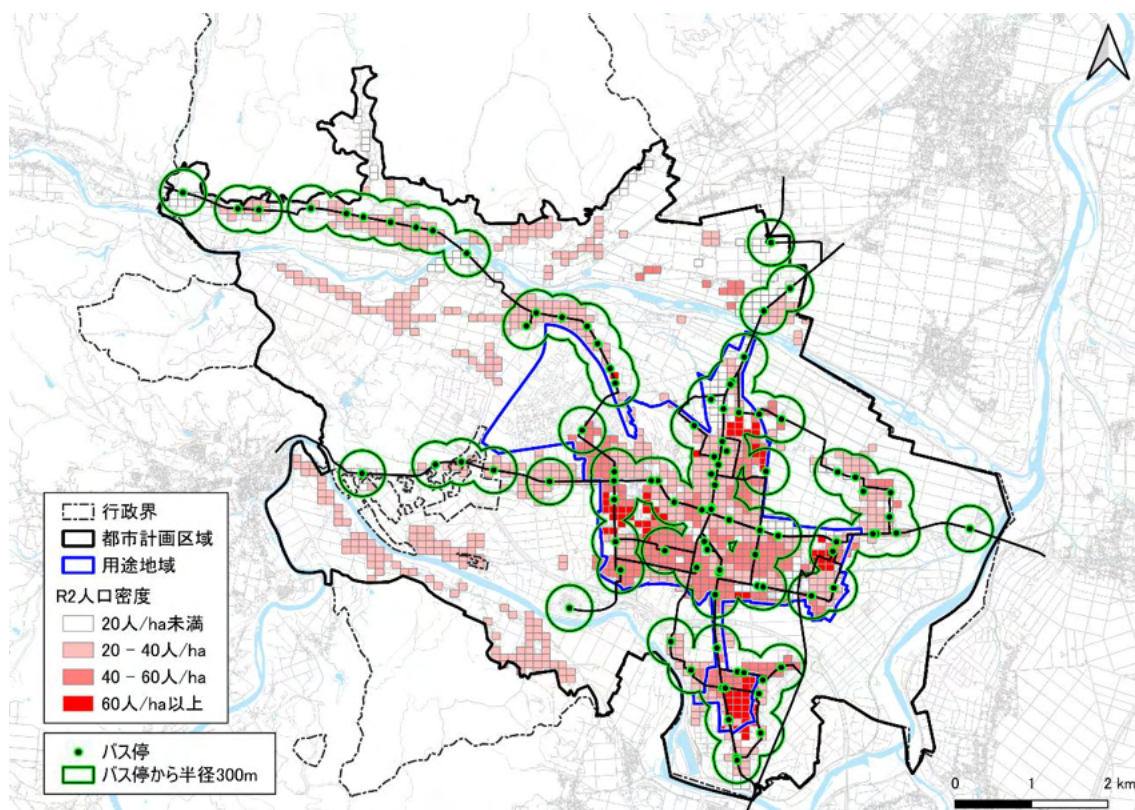 行政界
都市計画区域
用途地域
R2人口密度
20人/ha未満
20 - 40人/ha
40 - 60人/ha
60人/ha以上
バス停
バス停から半径300m
0 1 2 km